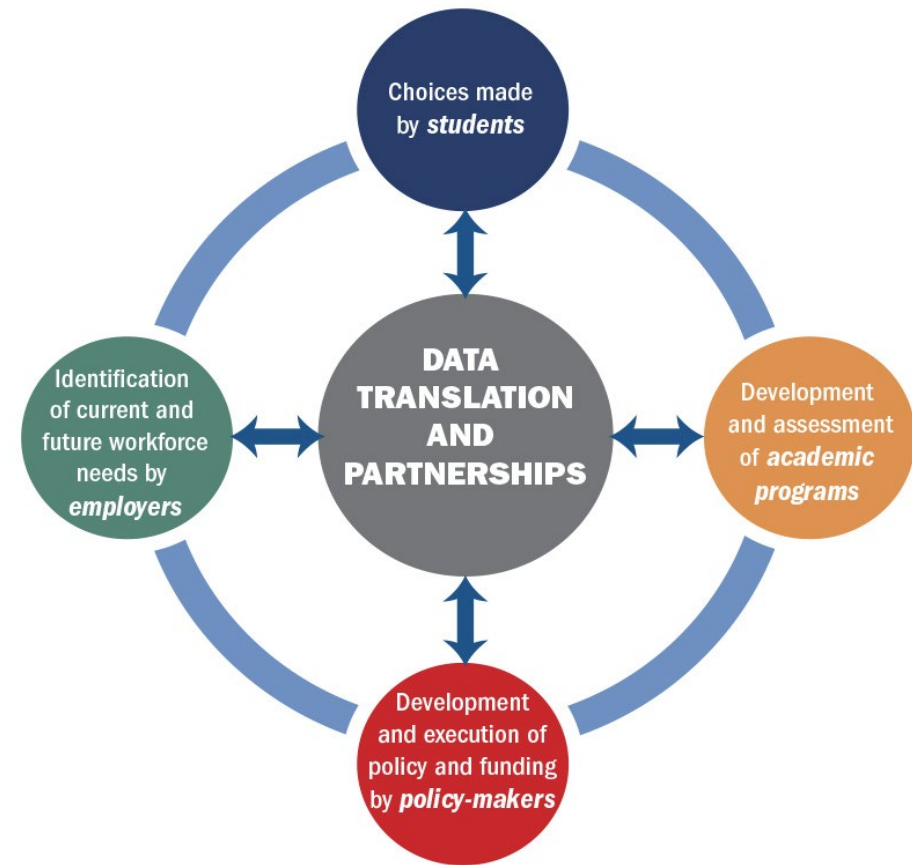 Choices made
by students
Identification
of current and
future workforce
needs by
employers
DATA
TRANSLATION
AND
PARTNERSHIPS
Development
and assessment
of academic
programs
Development
and execution of
policy and funding
by policy-makers